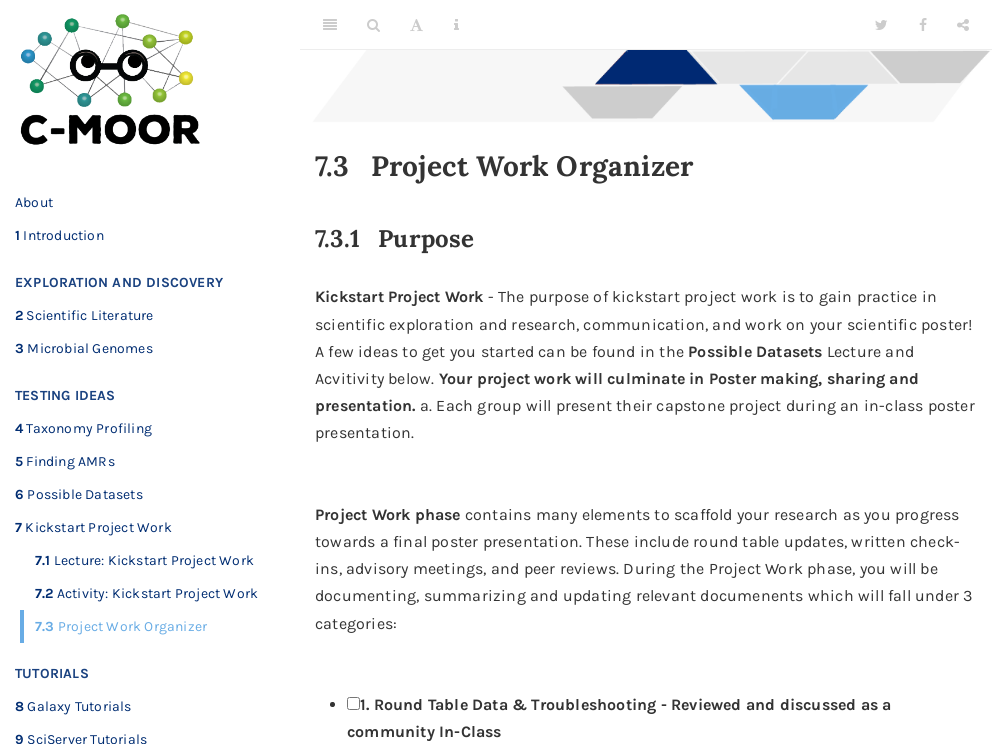 C-MOOR
About
1 Introduction
EXPLORATION AND DISCOVERY
2 Scientific Literature
3 Microbial Genomes
TESTING IDEAS
4 Taxonomy Profiling
5 Finding AMRs
6 Possible Datasets
7 Kickstart Project Work
7.1 Lecture: Kickstart Project Work
7.2 Activity: Kickstart Project Work
7.3 Project Work Organizer
TUTORIALS
8 Galaxy Tutorials
9 SciServer Tutorials
7.3 Project Work Organizer
7.3.1 Purpose
Kickstart Project Work - The purpose of kickstart project work is to gain practice in
scientific exploration and research, communication, and work on your scientific poster!
A few ideas to get you started can be found in the Possible Datasets Lecture and
Acvitivity below. Your project work will culminate in Poster making, sharing and
presentation. a. Each group will present their capstone project during an in-class poster
presentation.
Project Work phase contains many elements to scaffold your research as you progress
towards a final poster presentation. These include round table updates, written check-
ins, advisory meetings, and peer reviews. During the Project Work phase, you will be
documenting, summarizing and updating relevant documenents which will fall under 3
categories:
1. Round Table Data & Troubleshooting - Reviewed and discussed as a
community In-Class